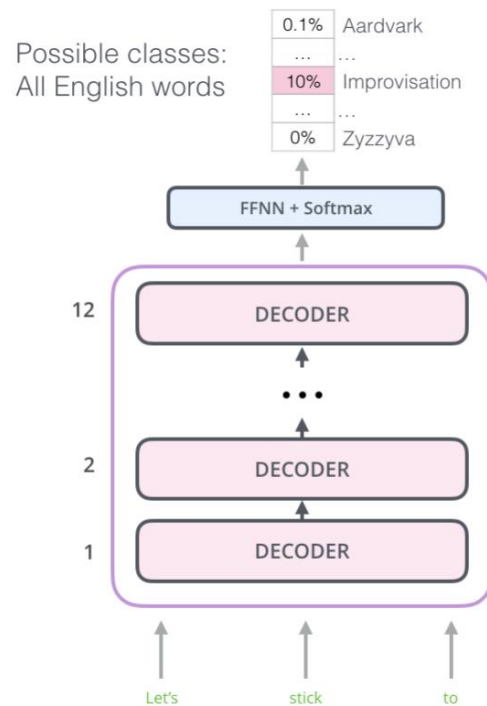 Possible classes:
All English words
0.1% Aardvark
... ...
10% Improvisation
... ...
0% Zyzzyva
FFNN + Softmax
12 DECODER
...
2 DECODER
1 DECODER
Let's stick to